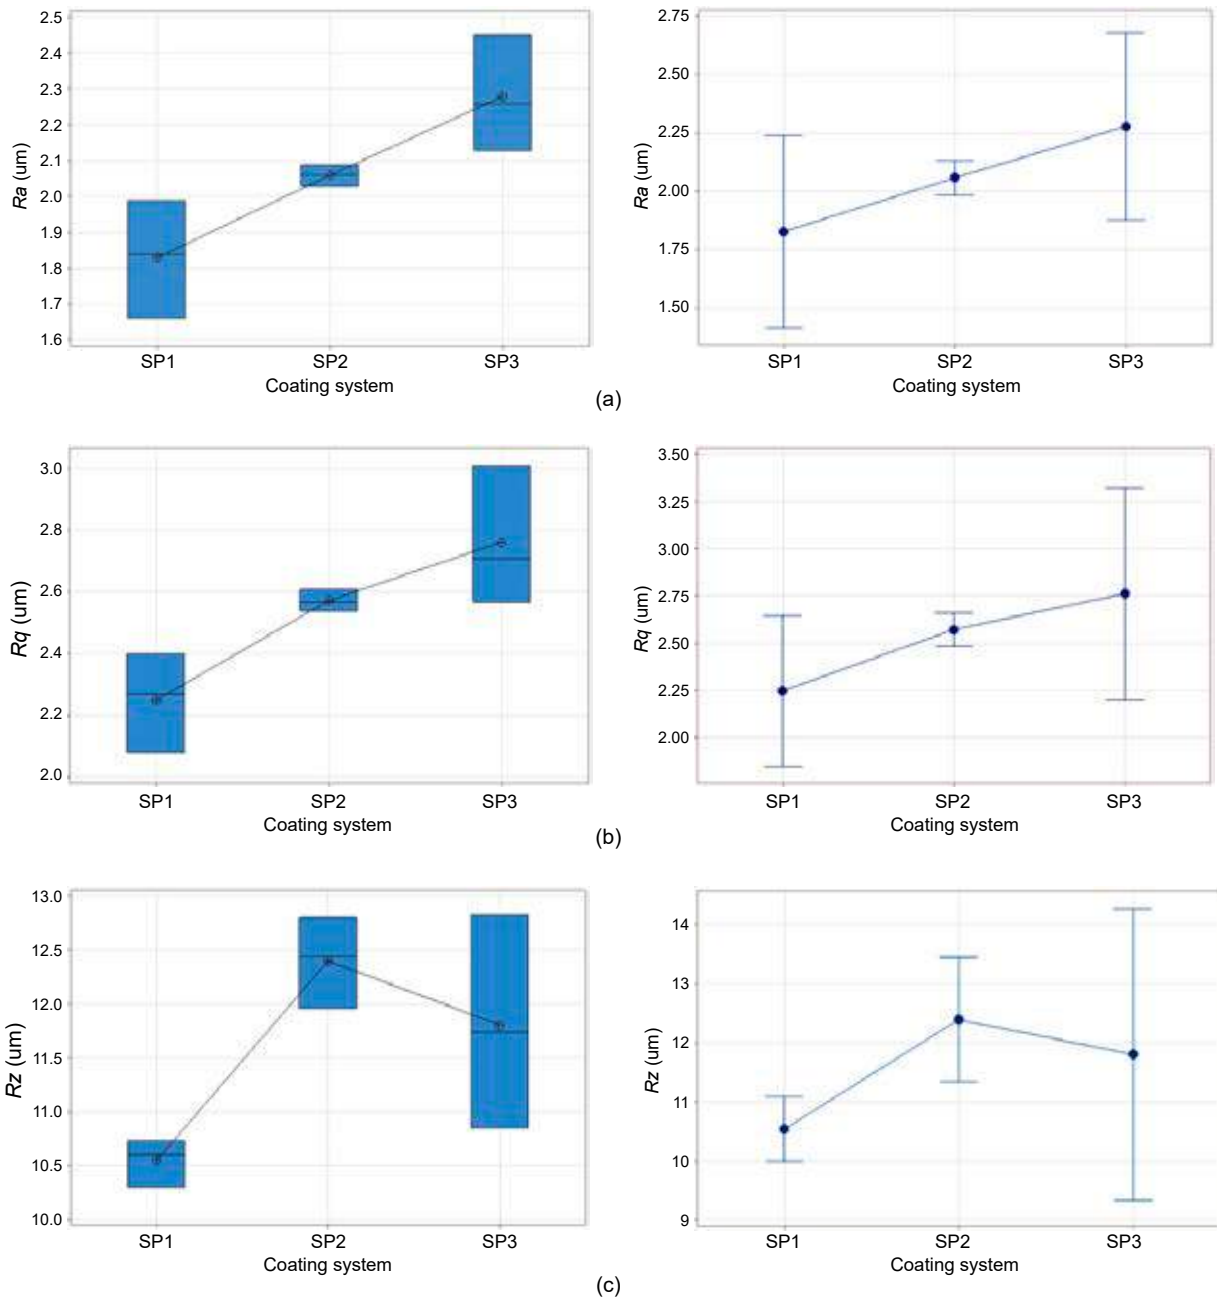 2.5
2.4
2.3
2.2
2.1
2.0
1.9
1.8
1.7
1.6
Ra (um)
SP1 SP2 SP3
Coating system
2.75
2.50
2.25
2.00
1.75
1.50
Ra (um)
SP1 SP2 SP3
Coating system
(a)
3.0
2.8
2.6
2.4
2.2
2.0
Rq (um)
SP1 SP2 SP3
Coating system
3.50
3.25
3.00
2.75
2.50
2.25
2.00
Rq (um)
SP1 SP2 SP3
Coating system
(b)
13.0
12.5
12.0
11.5
11.0
10.5
10.0
Rz (um)
SP1 SP2 SP3
Coating system
14
13
12
11
10
9
Rz (um)
SP1 SP2 SP3
Coating system
(c)